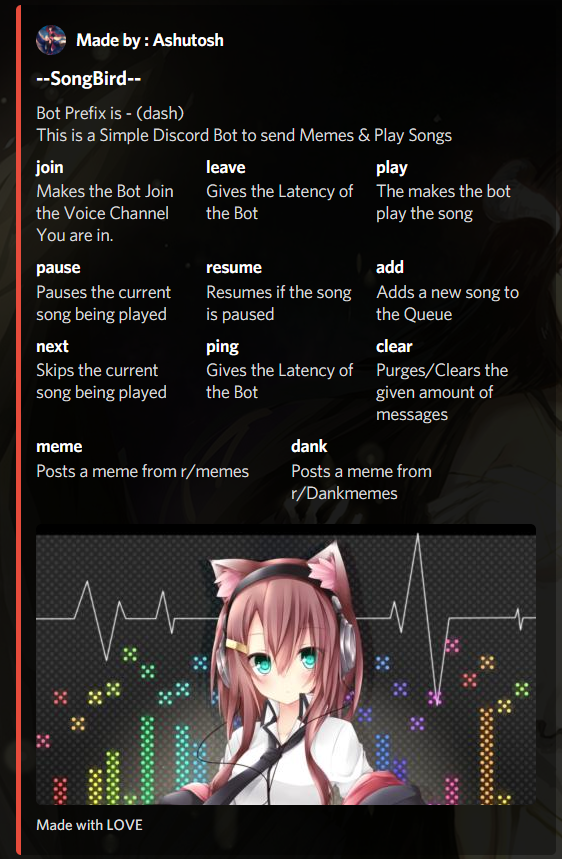 Made by : Ashutosh
--SongBird--
Bot Prefix is - (dash)
This is a Simple Discord Bot to send Memes & Play Songs
join
Makes the Bot Join
the Voice Channel
You are in.
leave
Gives the Latency of
the Bot
play
The makes the bot
play the song
pause
Pauses the current
song being played
resume
Resumes if the song
is paused
add
Adds a new song to
the Queue
next
Skips the current
song being played
ping
Gives the Latency of
the Bot
clear
Purges/Clears the
given amount of
messages
meme
Posts a meme from r/memes
dank
Posts a meme from
r/Dankmemes
Made with LOVE